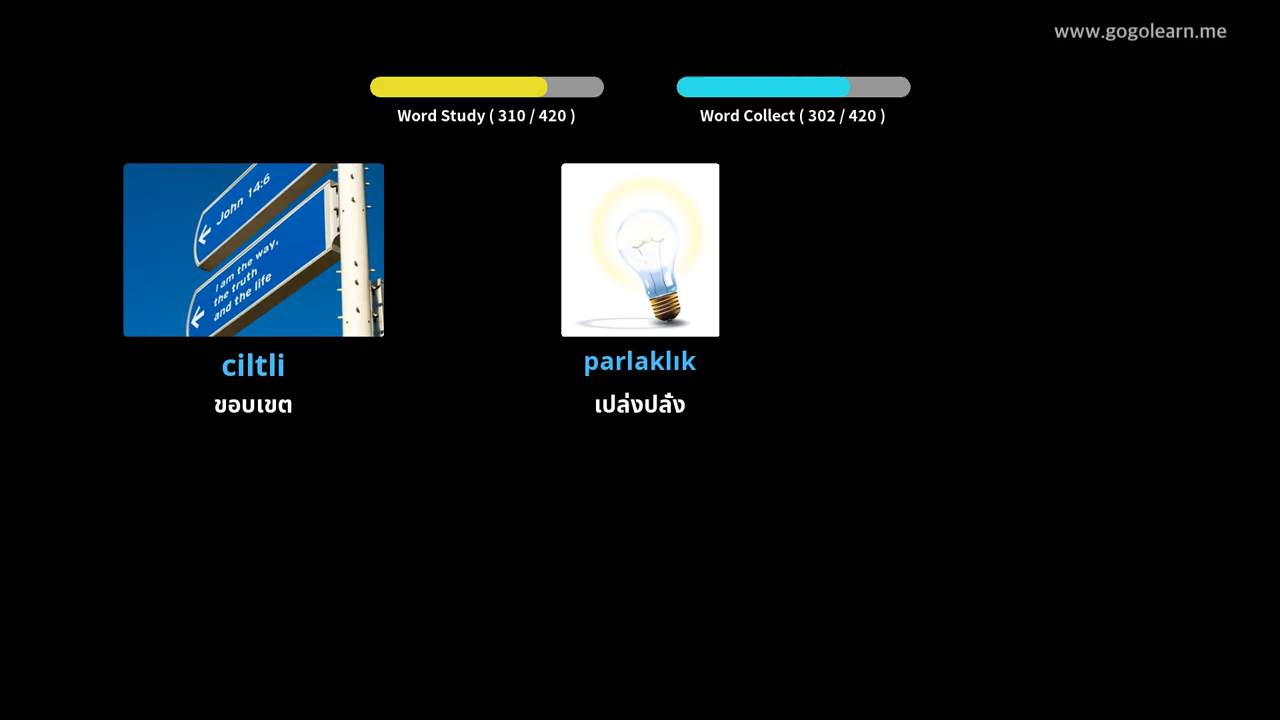 www.gogolearn.me
Word Study ( 310 / 420 )
Word Collect ( 302 / 420 )
John 14:6
I am the way,
the truth
and the life
ciltli
ขอบเขต
parlaklık
เปล่งปลั่ง